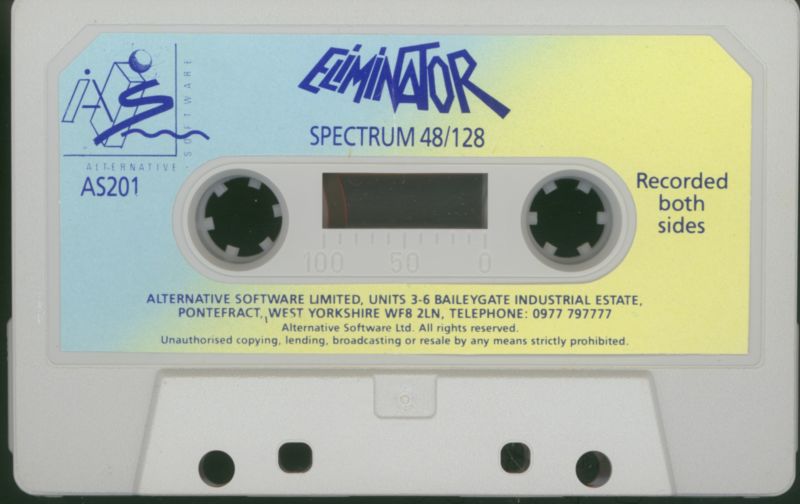 ELIMINATOR
SPECTRUM 48/128
AS
ALTERNATIVE
SOFTWARE
AS201
Recorded
both
sides
100 50 0
ALTERNATIVE SOFTWARE LIMITED, UNITS 3-6 BAILEYGATE INDUSTRIAL ESTATE,
PONTEFRACT, WEST YORKSHIRE WF8 2LN, TELEPHONE: 0977 797777
Alternative Software Ltd. All rights reserved.
Unauthorised copying, lending, broadcasting or resale by any means strictly prohibited.